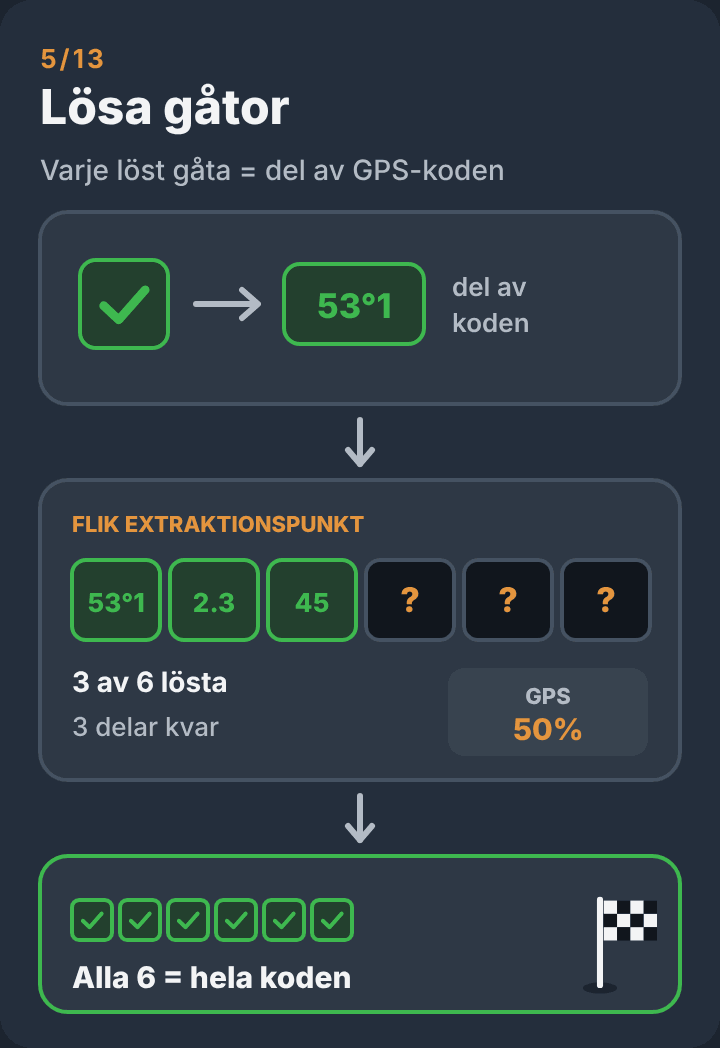 5/13
Lösa gåtor
Varje löst gåta = del av GPS-koden
53°1
del av
koden
FLIK EXTRAKTIONSPUNKT
53°1 2.3 45 ? ? ?
3 av 6 lösta
3 delar kvar
GPS
50%
Alla 6 = hela koden